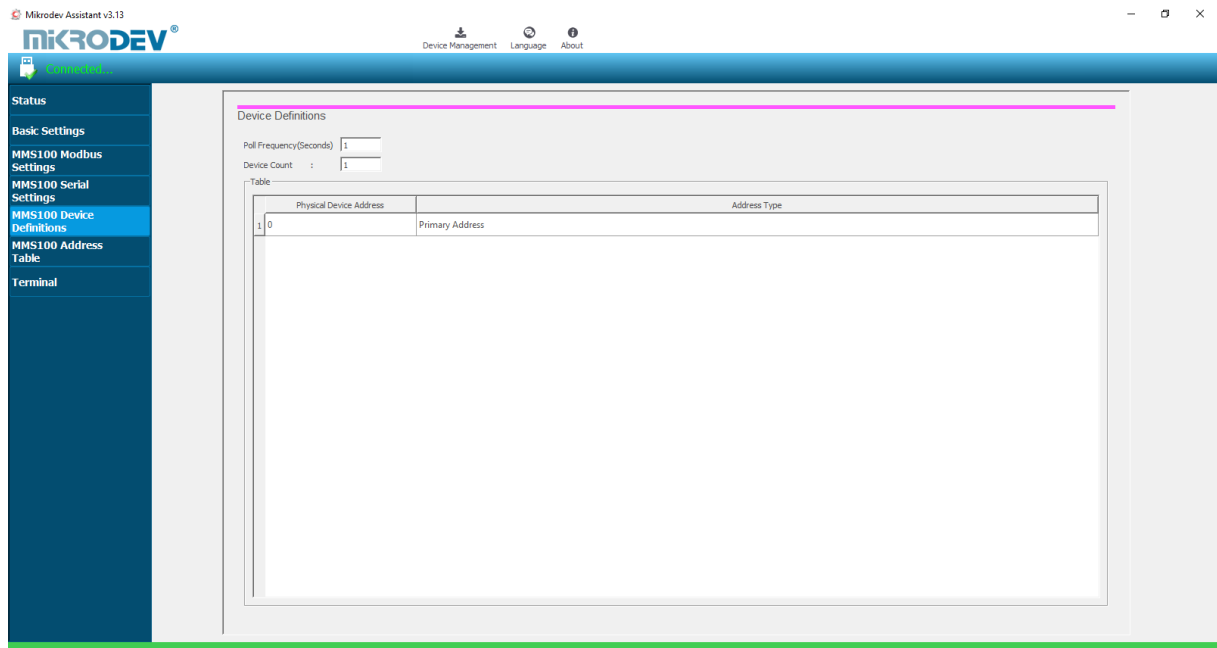 Mikrodev Assistant v3.13
MiKRODEV®
Device Management Language About
Connected...
Status
Basic Settings
MMS100 Modbus
Settings
MMS100 Serial
Settings
MMS100 Device
Definitions
MMS100 Address
Table
Terminal
Device Definitions
Poll Frequency(Seconds) 1
Device Count : 1
Table
Physical Device Address Address Type
1 0 Primary Address